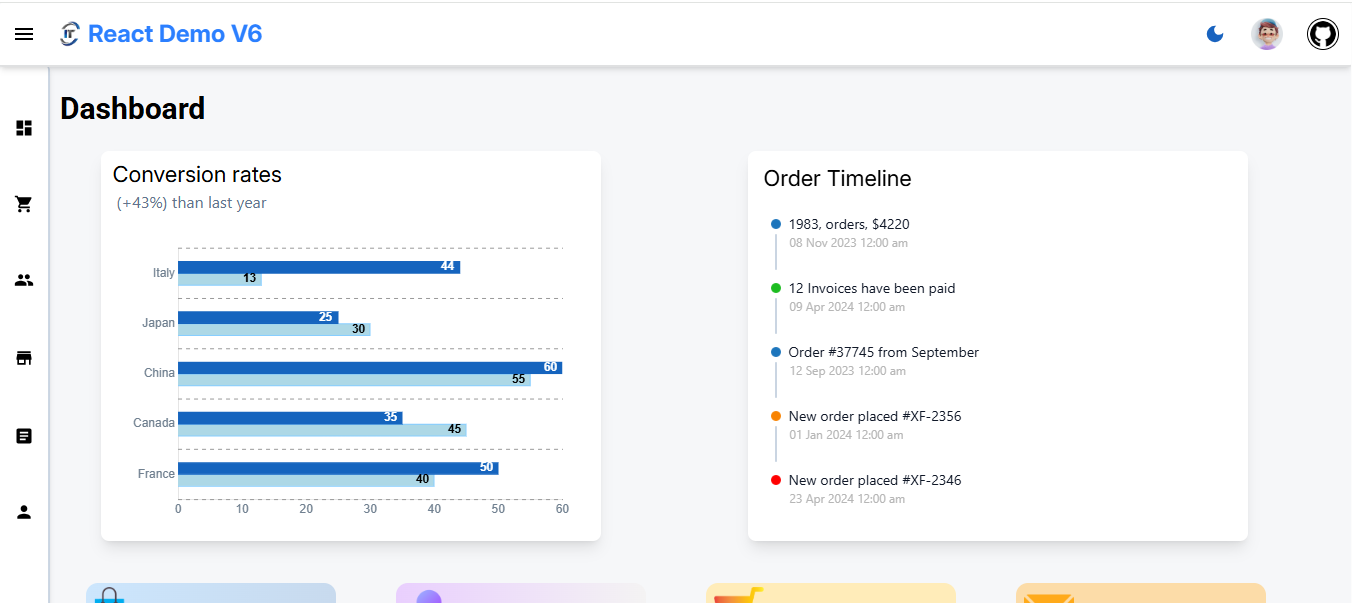 React Demo V6
Dashboard
Conversion rates
(+43%) than last year
Italy
44
13
Japan
25
30
China
60
55
Canada
35
45
France
50
40
0 10 20 30 40 50 60
Order Timeline
1983, orders, $4220
08 Nov 2023 12:00 am
12 Invoices have been paid
09 Apr 2024 12:00 am
Order #37745 from September
12 Sep 2023 12:00 am
New order placed #XF-2356
01 Jan 2024 12:00 am
New order placed #XF-2346
23 Apr 2024 12:00 am